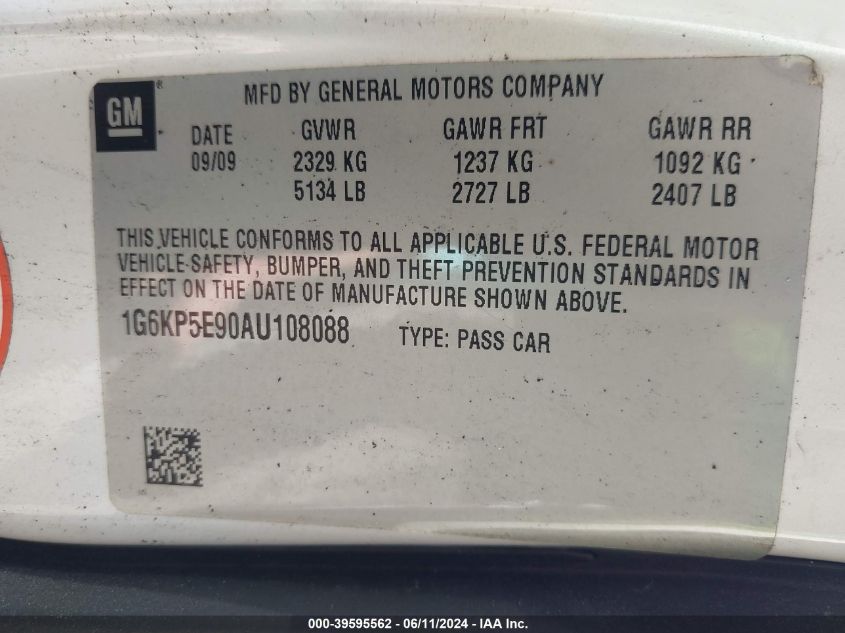 GM ®
MFD BY GENERAL MOTORS COMPANY
DATE GVWR GAWR FRT GAWR RR
09/09 2329 KG 1237 KG 1092 KG
5134 LB 2727 LB 2407 LB
THIS VEHICLE CONFORMS TO ALL APPLICABLE U.S. FEDERAL MOTOR
VEHICLE SAFETY, BUMPER, AND THEFT PREVENTION STANDARDS IN
EFFECT ON THE DATE OF MANUFACTURE SHOWN ABOVE.
1G6KP5E90AU108088 TYPE: PASS CAR
000-39595562 - 06/11/2024 - IAA Inc.